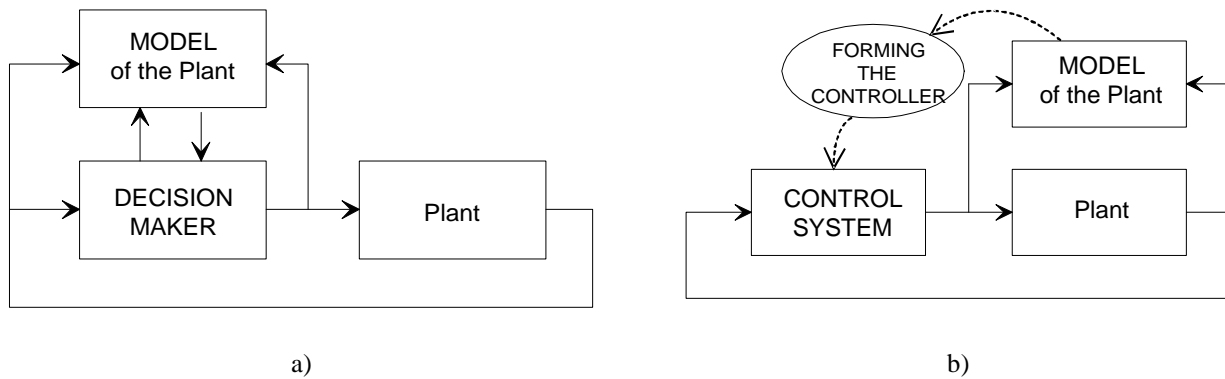 MODEL
of the Plant
DECISION
MAKER
Plant
a)
FORMING
THE
CONTROLLER
MODEL
of the Plant
CONTROL
SYSTEM
Plant
b)